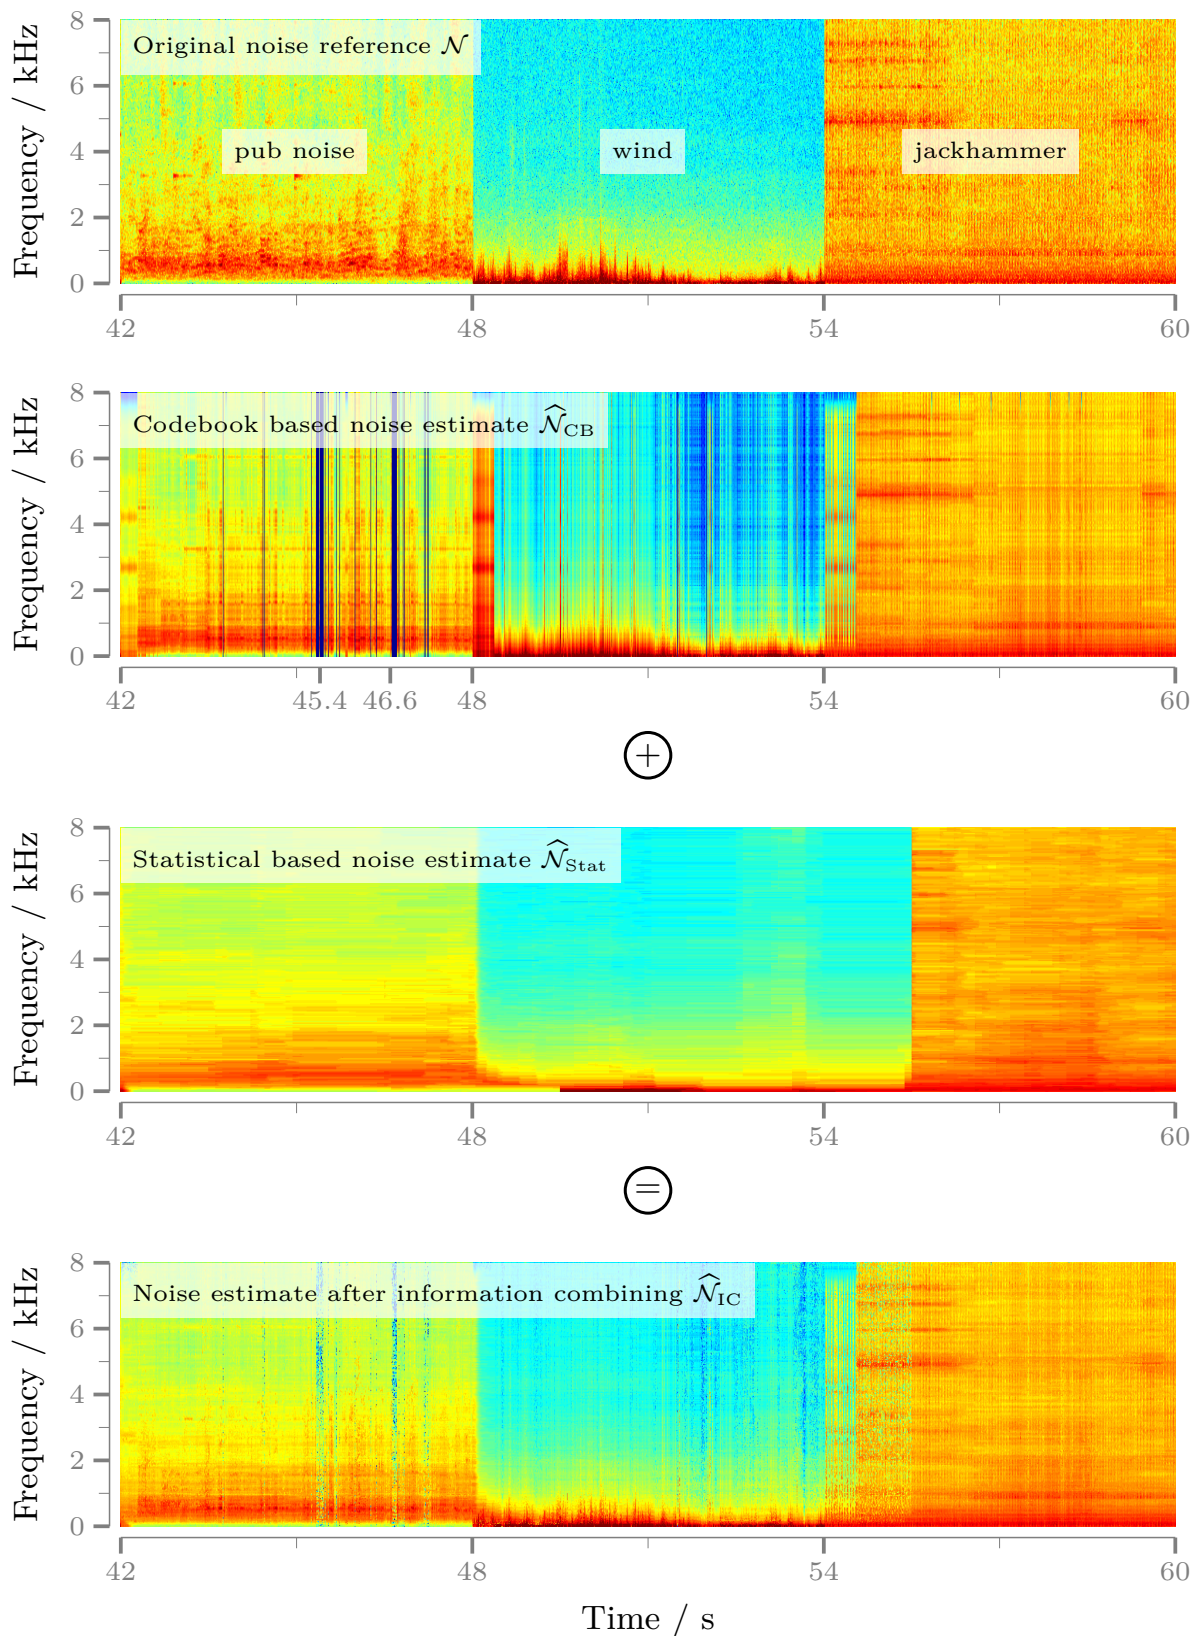 Original noise reference 𝒩
pub noise
wind
jackhammer
Frequency / kHz
8
6
4
2
0
42 48 54 60
Codebook based noise estimate 𝒩̂_CB
Frequency / kHz
8
6
4
2
0
42 45.4 46.6 48 54 60
+
Statistical based noise estimate 𝒩̂_Stat
Frequency / kHz
8
6
4
2
0
42 48 54 60
=
Noise estimate after information combining 𝒩̂_IC
Frequency / kHz
8
6
4
2
0
42 48 54 60
Time / s